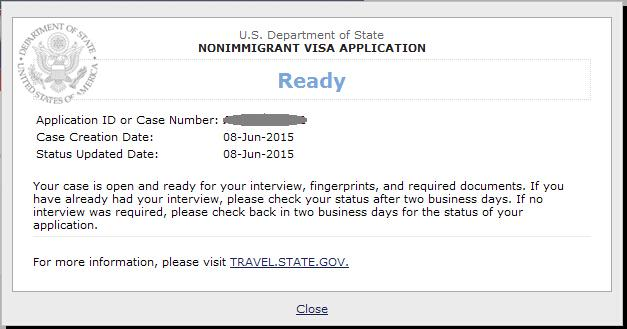 U.S. Department of State
NONIMMIGRANT VISA APPLICATION
Ready
Application ID or Case Number:
Case Creation Date: 08-Jun-2015
Status Updated Date: 08-Jun-2015
Your case is open and ready for your interview, fingerprints, and required documents. If you
have already had your interview, please check your status after two business days. If no
interview was required, please check back in two business days for the status of your
application.
For more information, please visit TRAVEL.STATE.GOV.
Close
DEPARTMENT OF STATE
UNITED STATES OF AMERICA